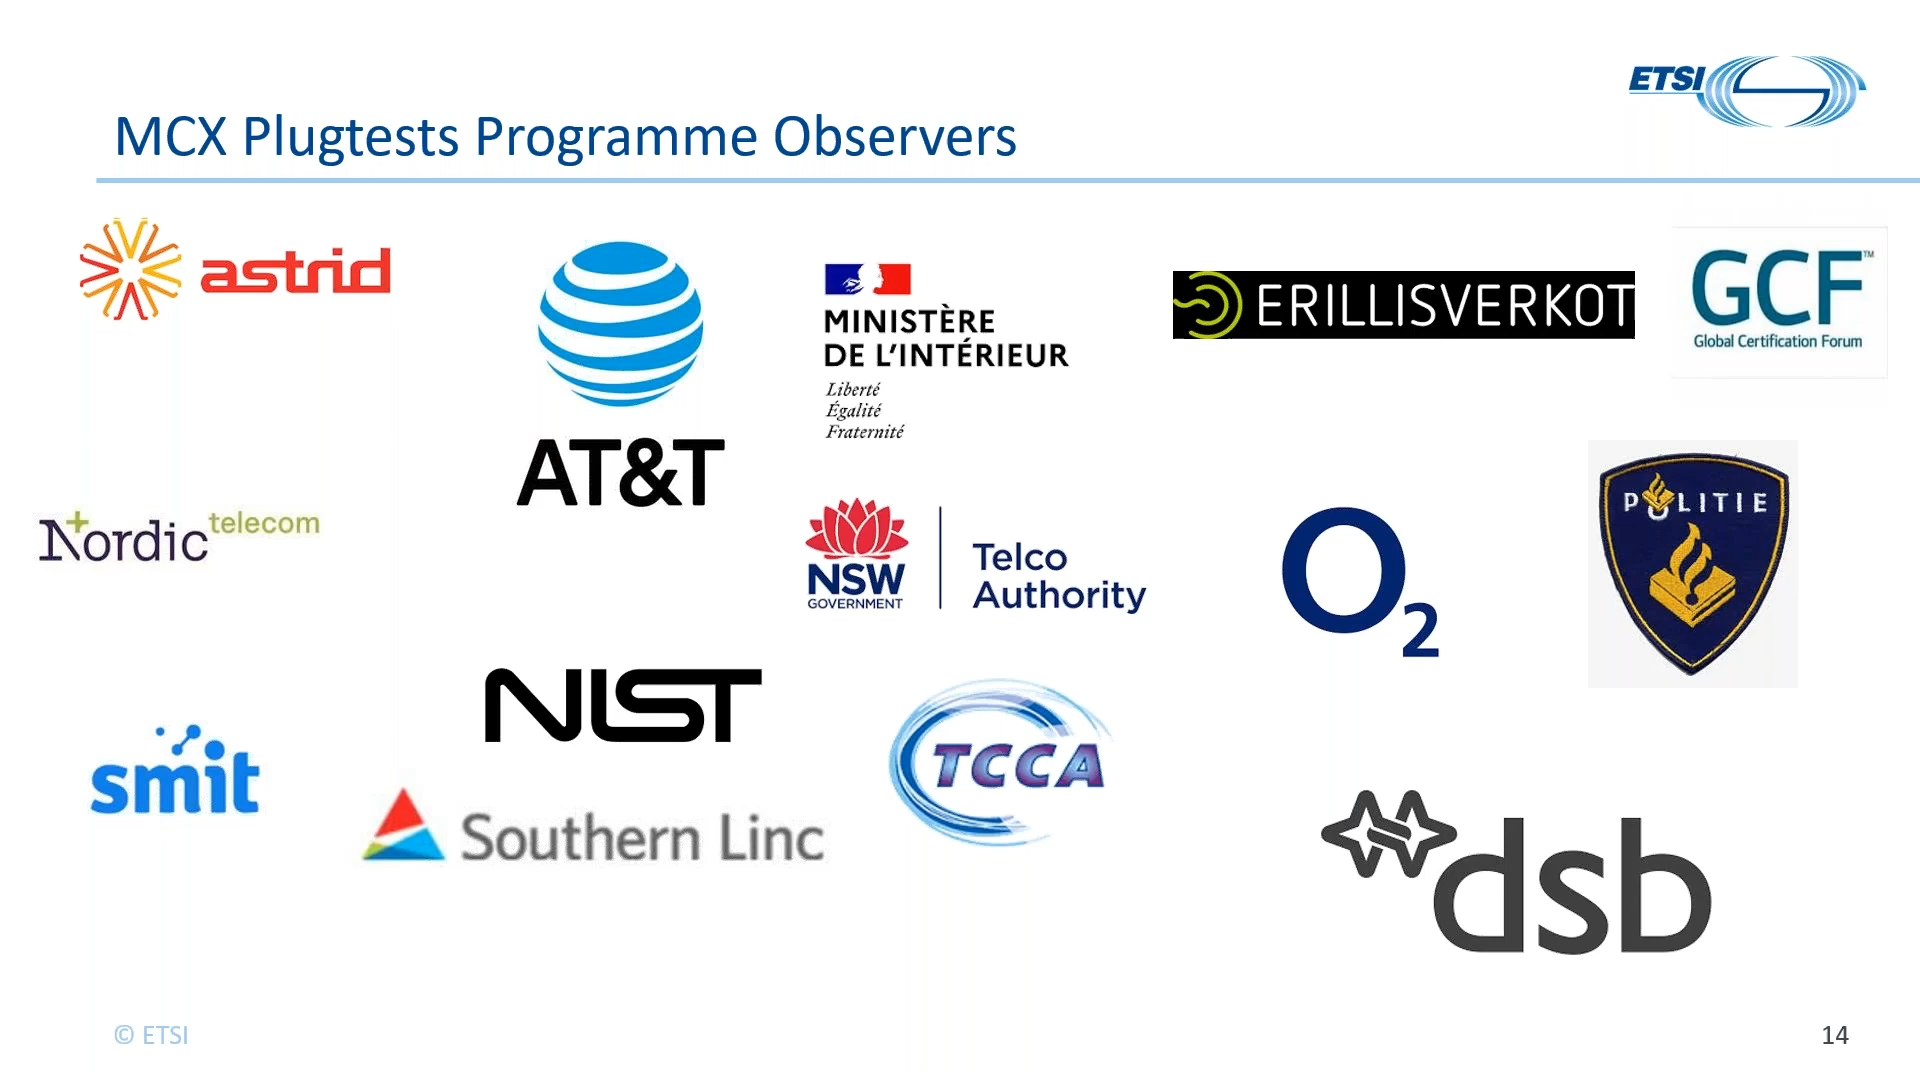 ETSI
MCX Plugtests Programme Observers
astrid
AT&T
MINISTÈRE
DE L'INTÉRIEUR
Liberté
Égalité
Fraternité
ERILLISVERKOT
GCF™
Global Certification Forum
Nordic telecom
NSW
GOVERNMENT
Telco
Authority
O2
POLITIE
NIST
smit
Southern Linc
TCCA
dsb
© ETSI
14